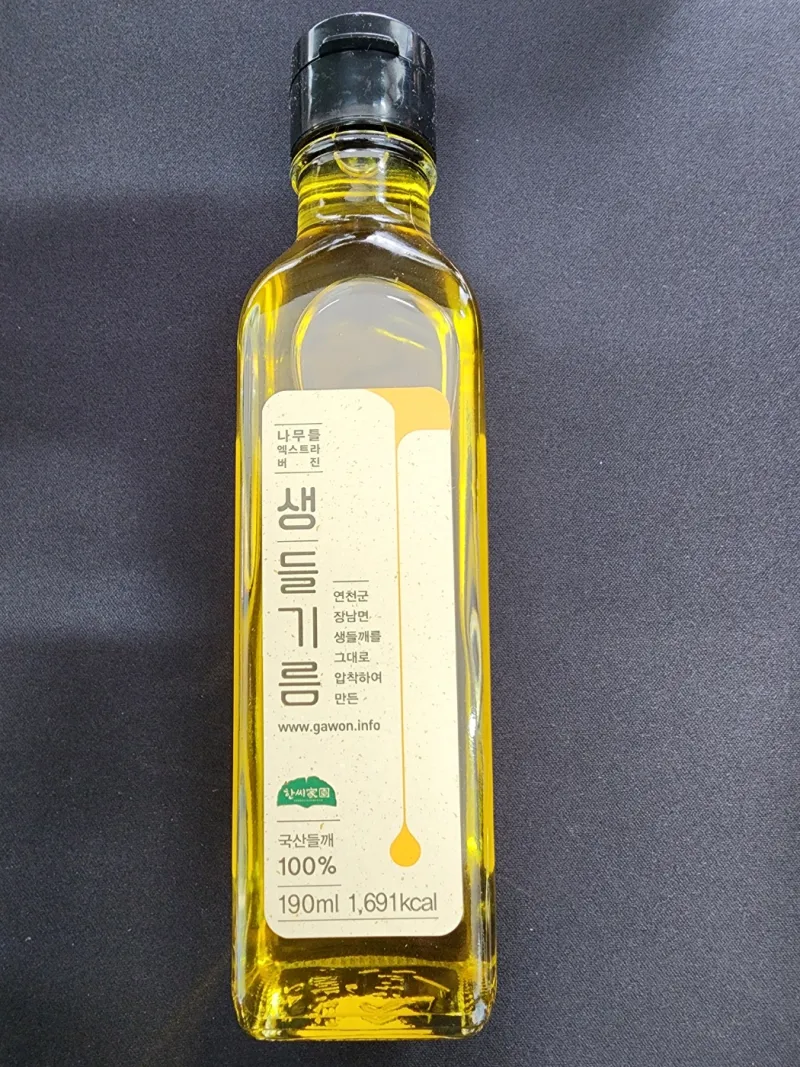 나무틀
엑스트라
버 진
생들기름
연천군
장남면
생들깨를
그대로
압착하여
만든
www.gawon.info
한씨家園
국산들깨
100%
190ml 1,691kcal